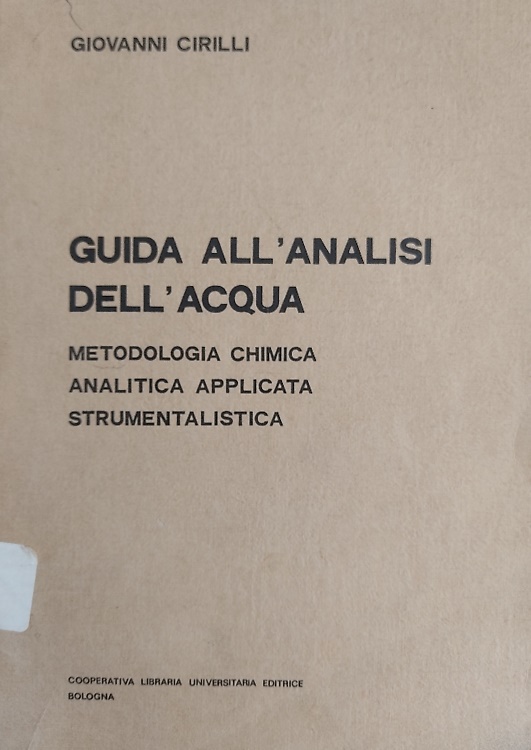 GIOVANNI CIRILLI
GUIDA ALL'ANALISI
DELL'ACQUA
METODOLOGIA CHIMICA
ANALITICA APPLICATA
STRUMENTALISTICA
COOPERATIVA LIBRARIA UNIVERSITARIA EDITRICE
BOLOGNA